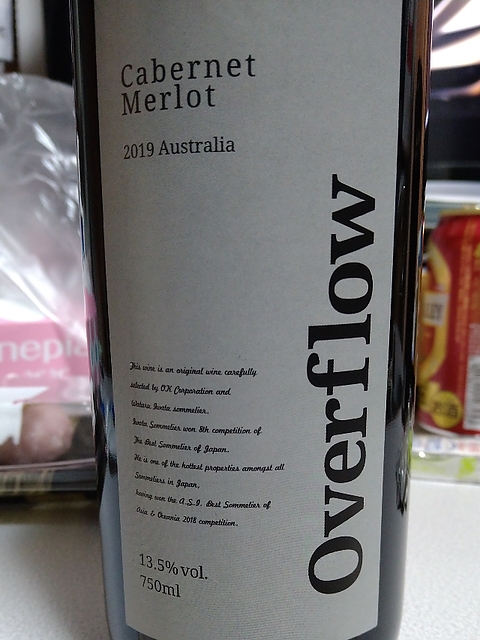 Cabernet
Merlot
2019 Australia
Overflow
This wine is an original wine carefully
selected by OK Corporation and
Wataru Iwata sommelier.
Iwata Sommelier won 8th competition of
The Best Sommelier of Japan.
He is one of the hottest properties amongst all
Sommeliers in Japan,
having won the A.S.I. Best Sommelier of
Asia & Oceania 2018 competition.
13.5% vol.
750ml
nepia